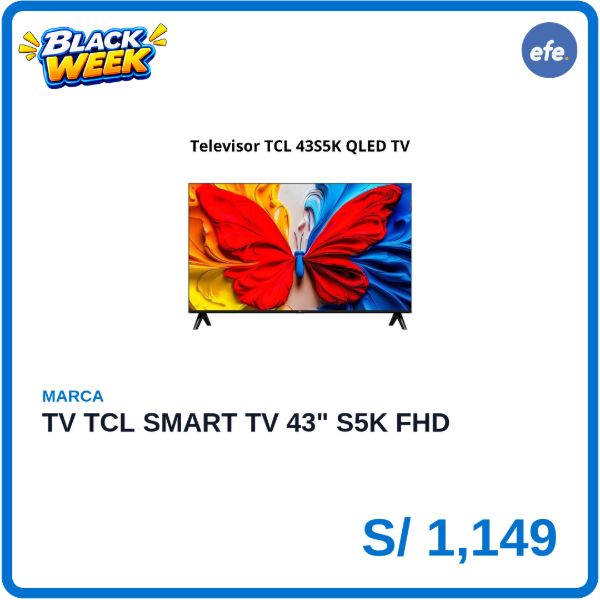 BLACK
WEEK
efe.
Televisor TCL 43S5K QLED TV
MARCA
TV TCL SMART TV 43" S5K FHD
S/ 1,149